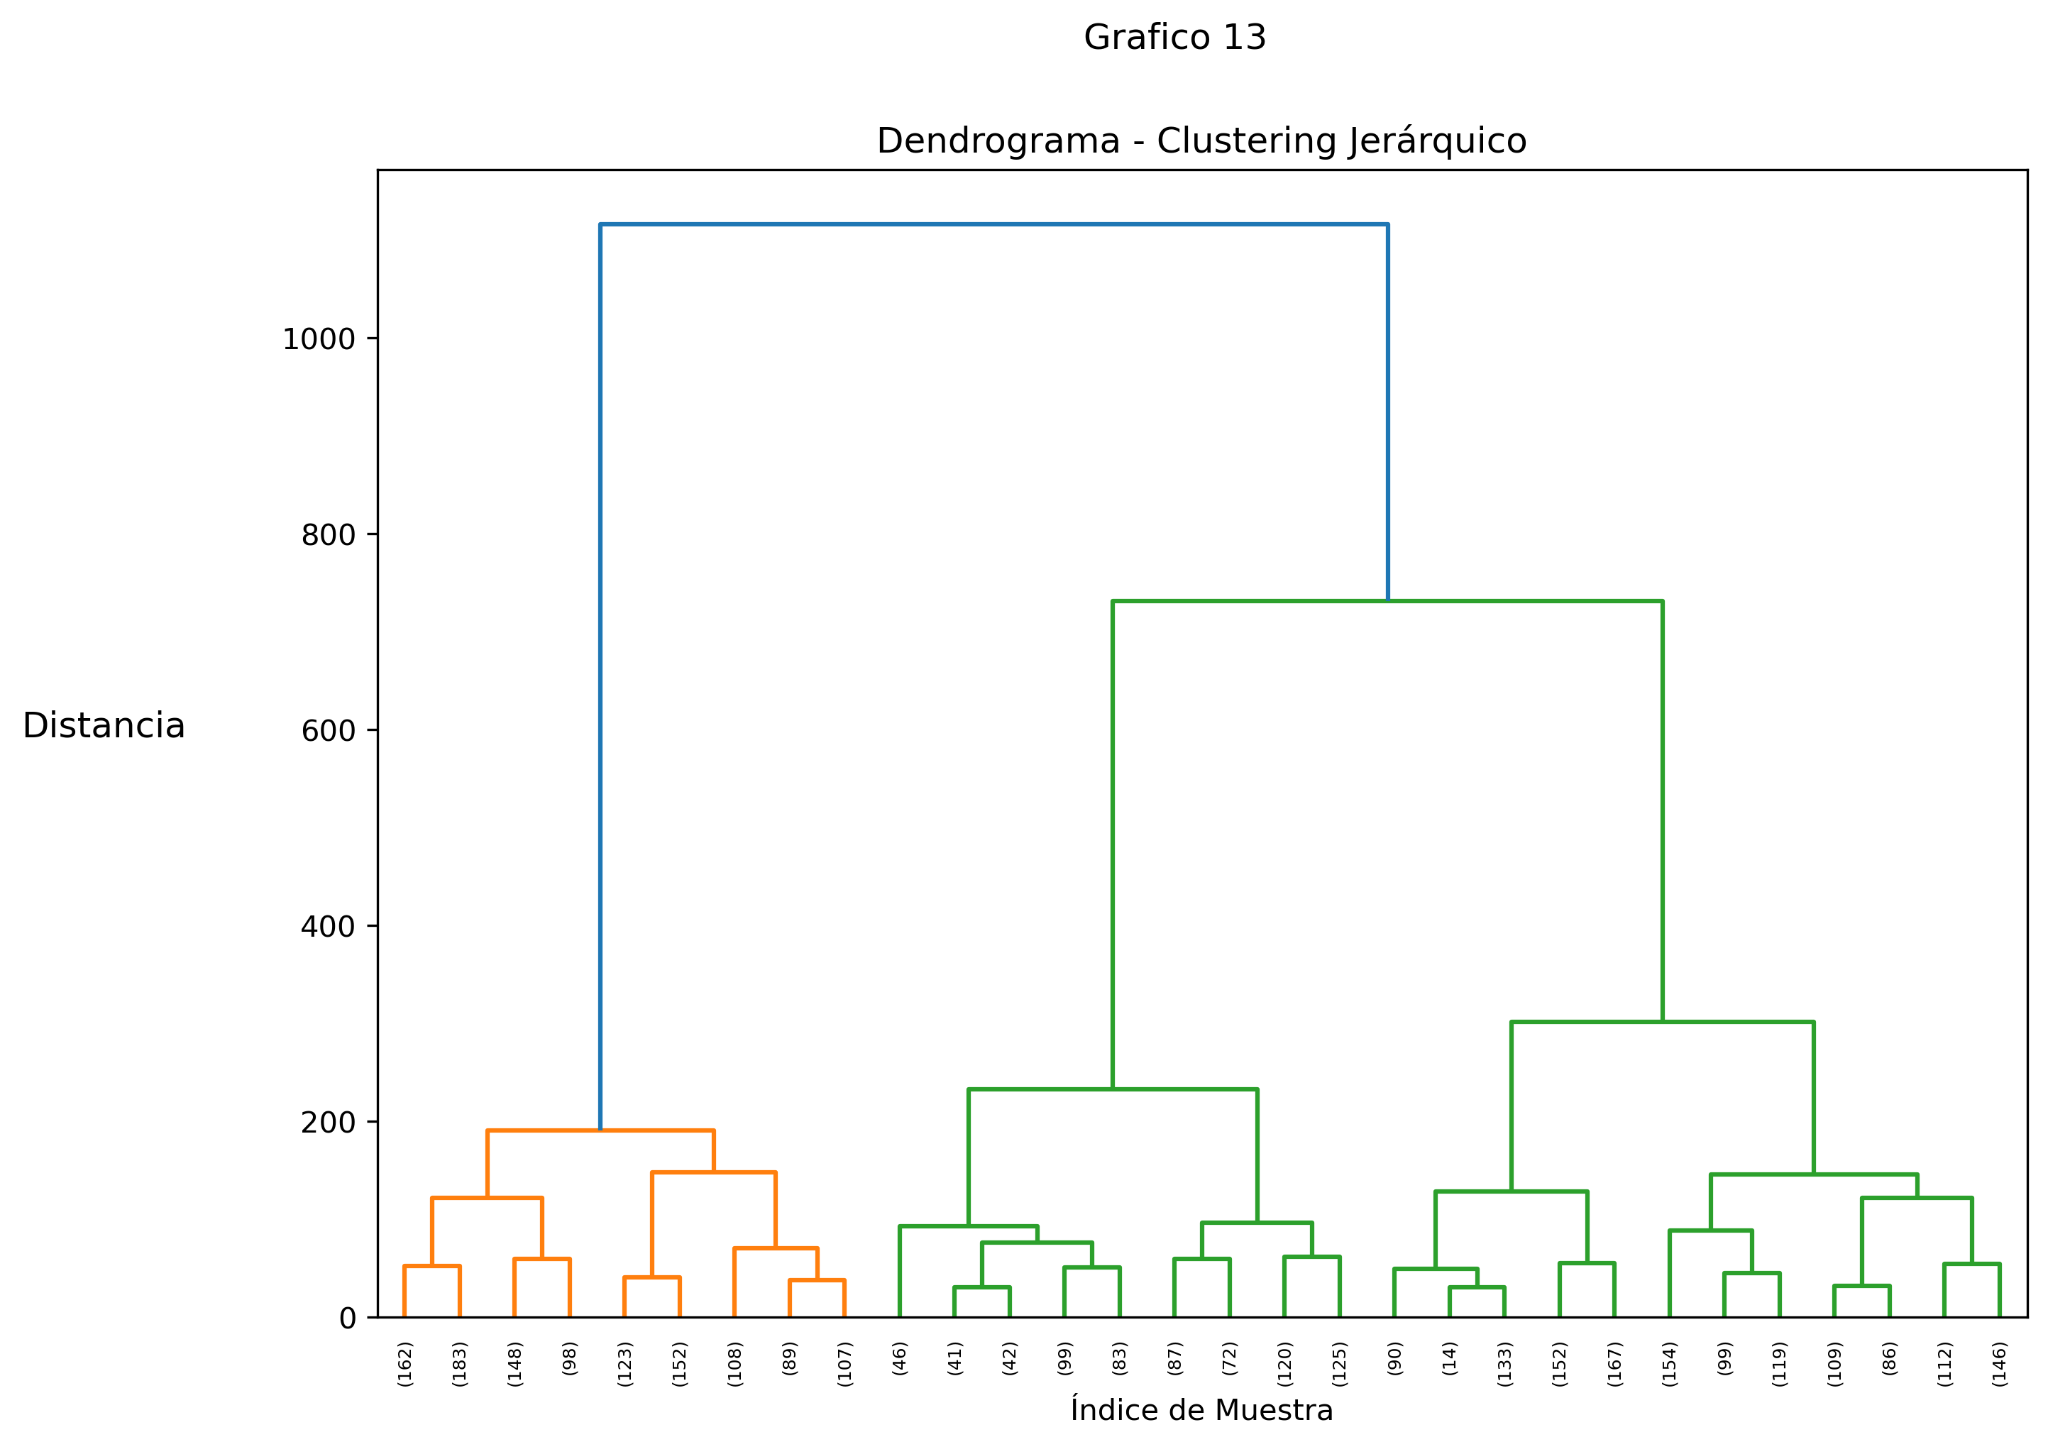 Grafico 13
Dendrograma - Clustering Jerárquico
1000
800
600
400
200
0
Distancia
(162) (183) (148) (98) (123) (152) (108) (89) (107) (46) (41) (42) (99) (83) (87) (72) (120) (125) (90) (14) (133) (152) (167) (154) (99) (119) (109) (86) (112) (146)
Índice de Muestra